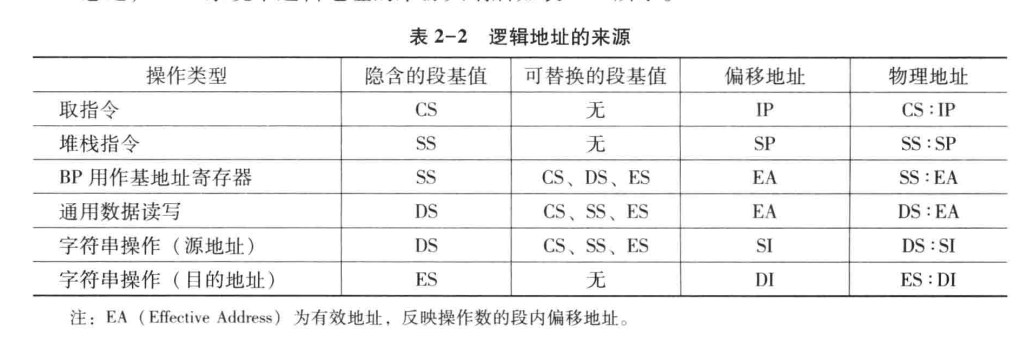 表 2-2 逻辑地址的来源
操作类型 隐含的段基值 可替换的段基值 偏移地址 物理地址
取指令 CS 无 IP CS:IP
堆栈指令 SS 无 SP SS:SP
BP 用作基地址寄存器 SS CS、DS、ES EA SS:EA
通用数据读写 DS CS、SS、ES EA DS:EA
字符串操作（源地址） DS CS、SS、ES SI DS:SI
字符串操作（目的地址） ES 无 DI ES:DI
注：EA（Effective Address）为有效地址，反映操作数的段内偏移地址。